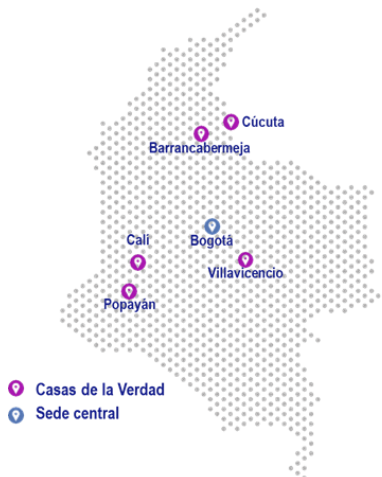 Cúcuta
Barrancabermeja
Cali
Bogotá
Villavicencio
Popayán
Casas de la Verdad
Sede central